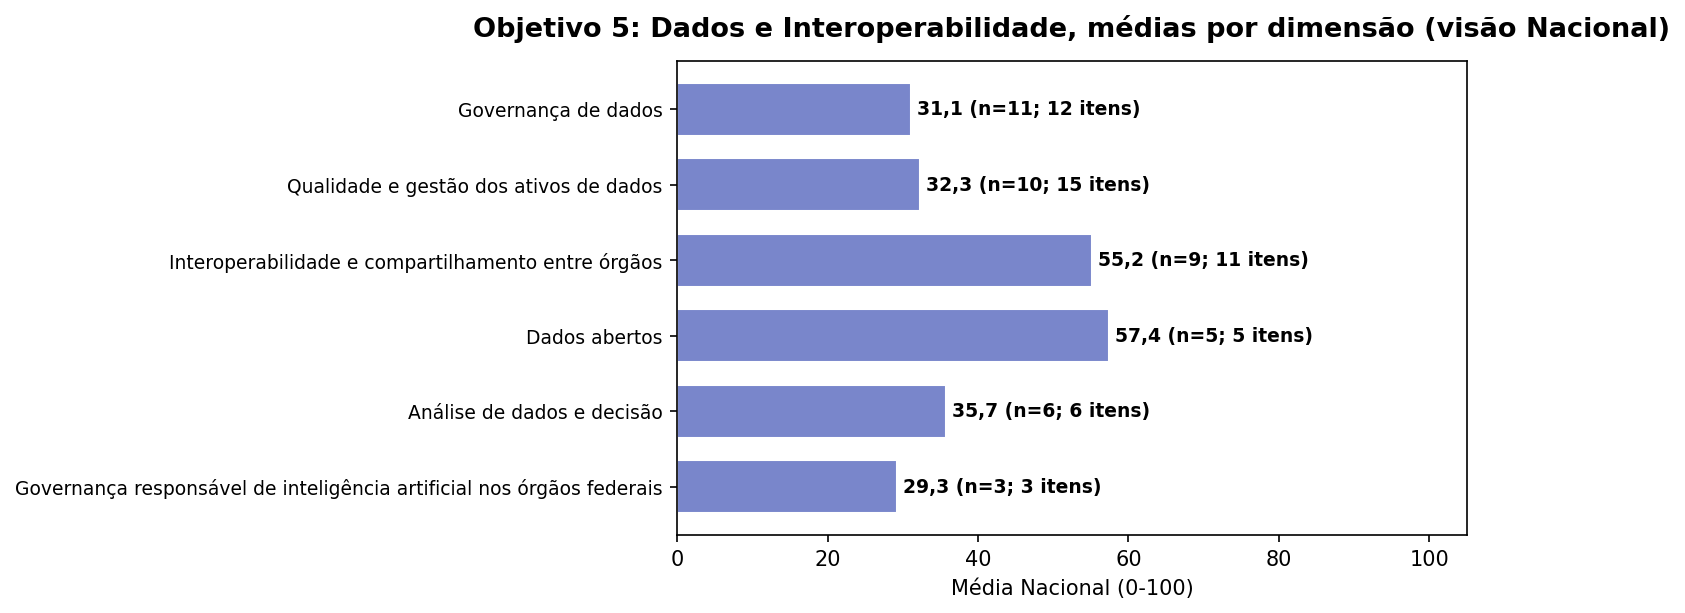 Objetivo 5: Dados e Interoperabilidade, médias por dimensão (visão Nacional)
Governança de dados
31,1 (n=11; 12 itens)
Qualidade e gestão dos ativos de dados
32,3 (n=10; 15 itens)
Interoperabilidade e compartilhamento entre órgãos
55,2 (n=9; 11 itens)
Dados abertos
57,4 (n=5; 5 itens)
Análise de dados e decisão
35,7 (n=6; 6 itens)
Governança responsável de inteligência artificial nos órgãos federais
29,3 (n=3; 3 itens)
0 20 40 60 80 100
Média Nacional (0-100)